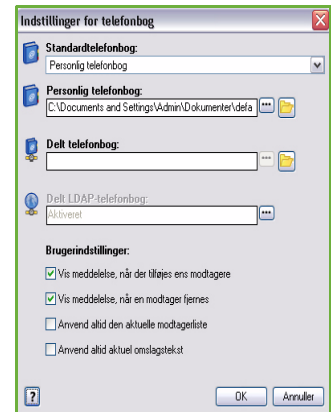 Indstillinger for telefonbog
Standardtelefonbog:
Personlig telefonbog
Personlig telefonbog:
C:\Documents and Settings\Admin\Dokumenter\defa
Delt telefonbog:
Delt LDAP-telefonbog:
Aktiveret
Brugerindstillinger:
Vis meddelelse, når der tilføjes ens modtagere
Vis meddelelse, når en modtager fjernes
Anvend altid den aktuelle modtagerliste
Anvend altid aktuel omslagstekst
? OK Annuller